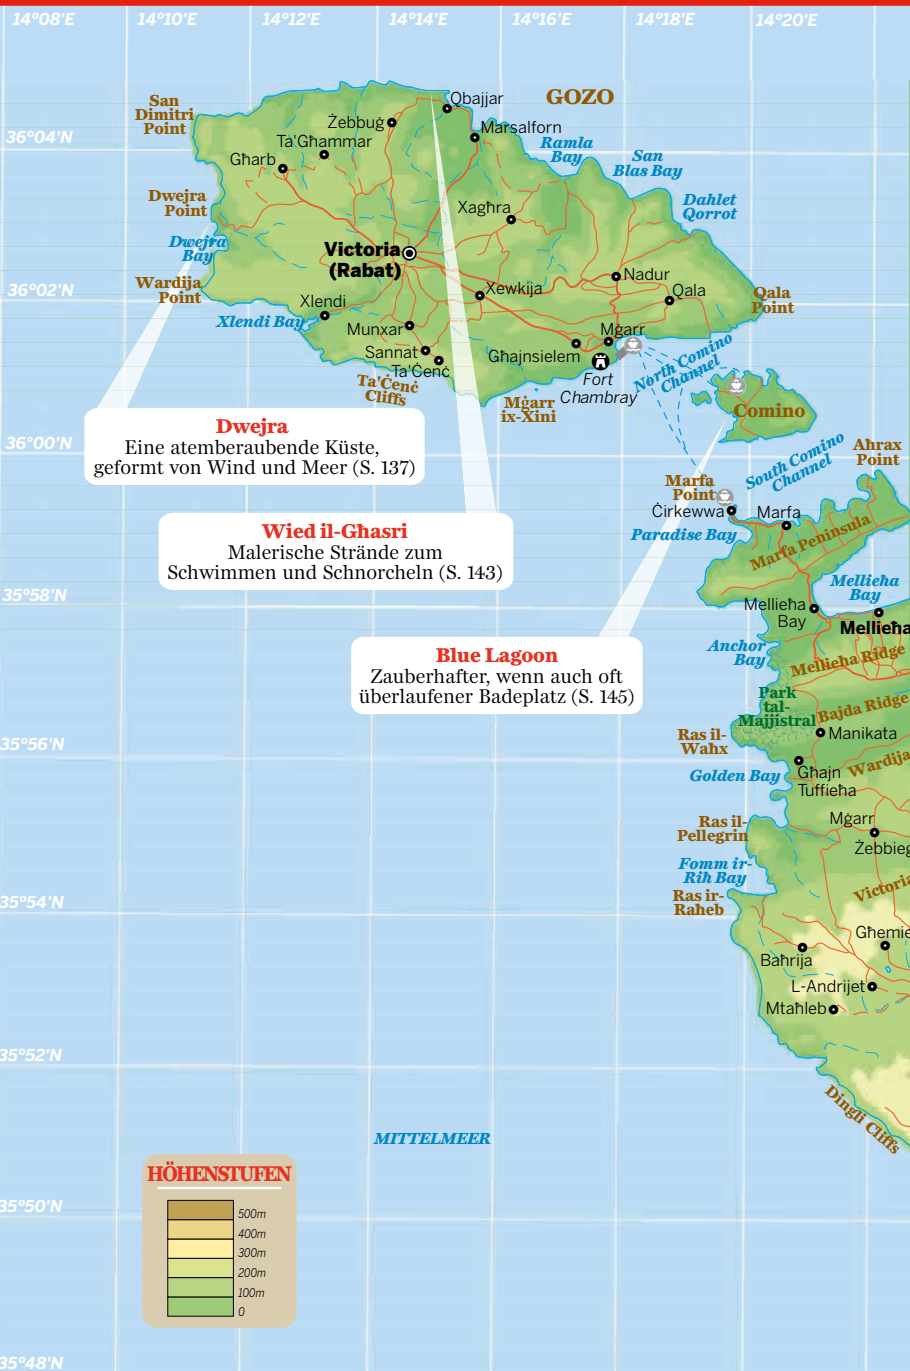 14°08'E
14°10'E
14°12'E
14°14'E
14°16'E
14°18'E
14°20'E
GOZO
Qbajjar
San
Dimitri
Point
Żebbuġ
36°04'N
Marsalforn
Ta'Għammar
Ramla
Bay
Għarb
San
Blas Bay
Dwejra
Point
Xagħra
Dahlet
Qorrot
Dwejra
Bay
Victoria
(Rabat)
Nadur
Wardija
Point
36°02'N
Xewkija
Qala
Qala
Point
Xlendi
Xlendi Bay
Munxar
Mġarr
Sannat
Għajnsielem
North Comino
Channel
Ta'Ċenċ
Ta'Ċenċ
Cliffs
Fort
Chambray
Mġarr
ix-Xini
Comino
Dwejra
Eine atemberaubende Küste,
geformt von Wind und Meer (S. 137)
36°00'N
South Comino
Channel
Ahrax
Point
Marfa
Point
Ċirkewwa
Marfa
Wied il-Għasri
Malerische Strände zum
Schwimmen und Schnorcheln (S. 143)
Paradise Bay
Marfa Peninsula
35°58'N
Mellieħa
Bay
Mellieħa
Bay
Mellieħa
Blue Lagoon
Zauberhafter, wenn auch oft
überlaufener Badeplatz (S. 145)
Anchor
Bay
Mellieħa Ridge
Park
tal-
Majjistral
Bajda Ridge
35°56'N
Ras il-
Wahx
Manikata
Golden Bay
Għajn
Tuffieħa
Wardija
Ras il-
Pellegrin
Mġarr
Żebbieg
Fomm ir-
Riħ Bay
35°54'N
Ras ir-
Raheb
Victoria
Għemie
Baħrija
L-Andrijet
Mtaħleb
35°52'N
Dingli Cliffs
MITTELMEER
HÖHENSTUFEN
35°50'N
500m
400m
300m
200m
100m
0
35°48'N